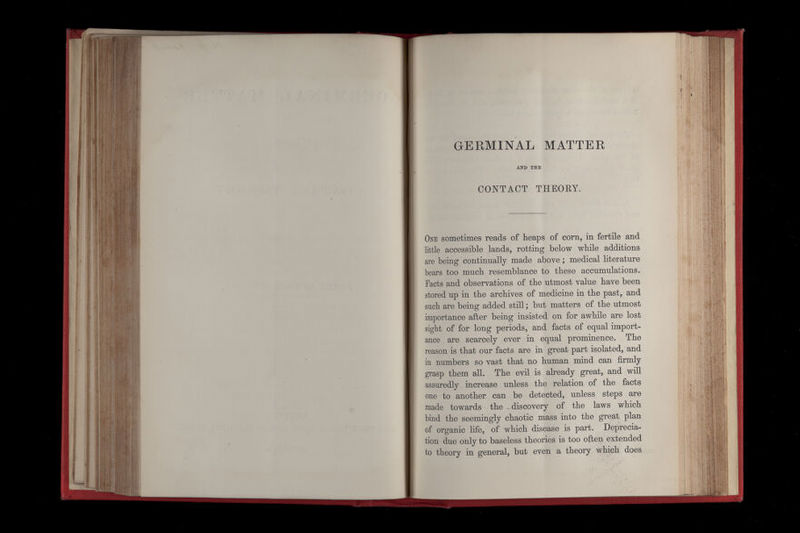 GERMINAL MATTER
AND THE
CONTACT THEORY.
One sometimes reads of heaps of corn, in fertile and
little accessible lands, rotting below while additions
are being continually made above; medical literature
bears too much resemblance to these accumulations.
Facts and observations of the utmost value have been
stored up in the archives of medicine in the past, and
such are being added still; but matters of the utmost
importance after being insisted on for awhile are lost
sight of for long periods, and facts of equal import-
ance are scarcely ever in equal prominence. The
reason is that our facts are in great part isolated, and
in numbers so vast that no human mind can firmly
grasp them all. The evil is already great, and will
assuredly increase unless the relation of the facts
one to another can be detected, unless steps are
made towards the discovery of the laws which
bind the seemingly chaotic mass into the great plan
of organic life, of which disease is part. Deprecia-
tion due only to baseless theories is too often extended
to theory in general, but even a theory which does